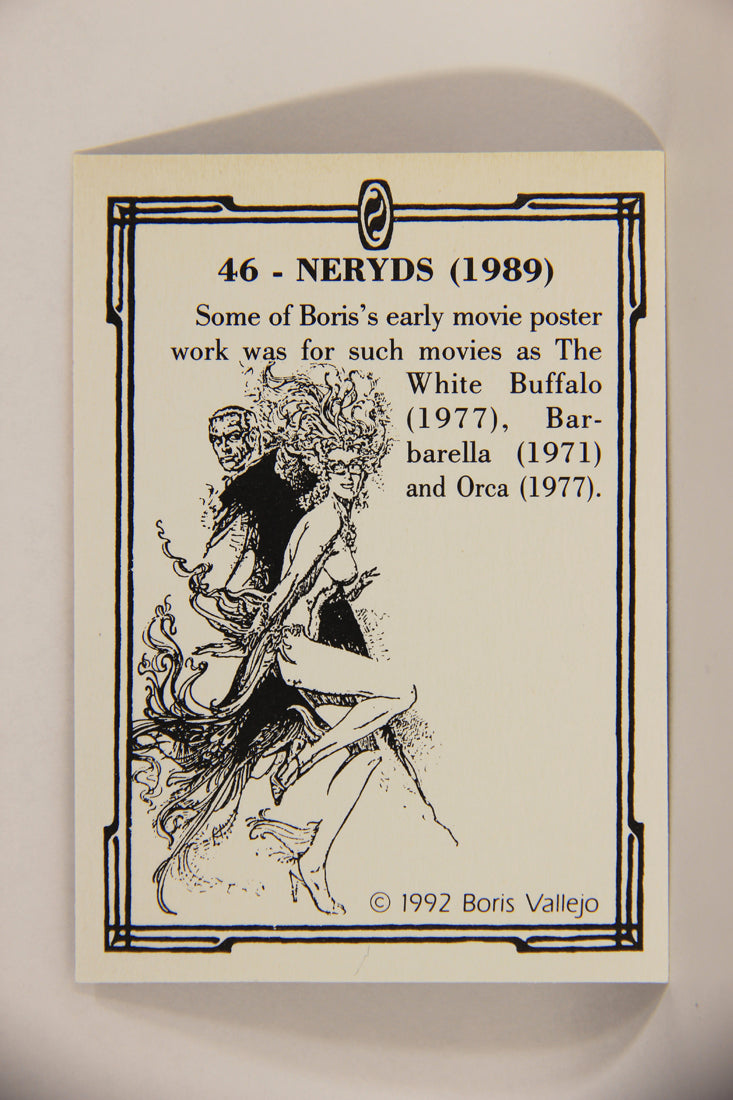 46 - NERYDS (1989)
Some of Boris's early movie poster
work was for such movies as The
White Buffalo
(1977), Bar-
barella (1971)
and Orca (1977).
© 1992 Boris Vallejo